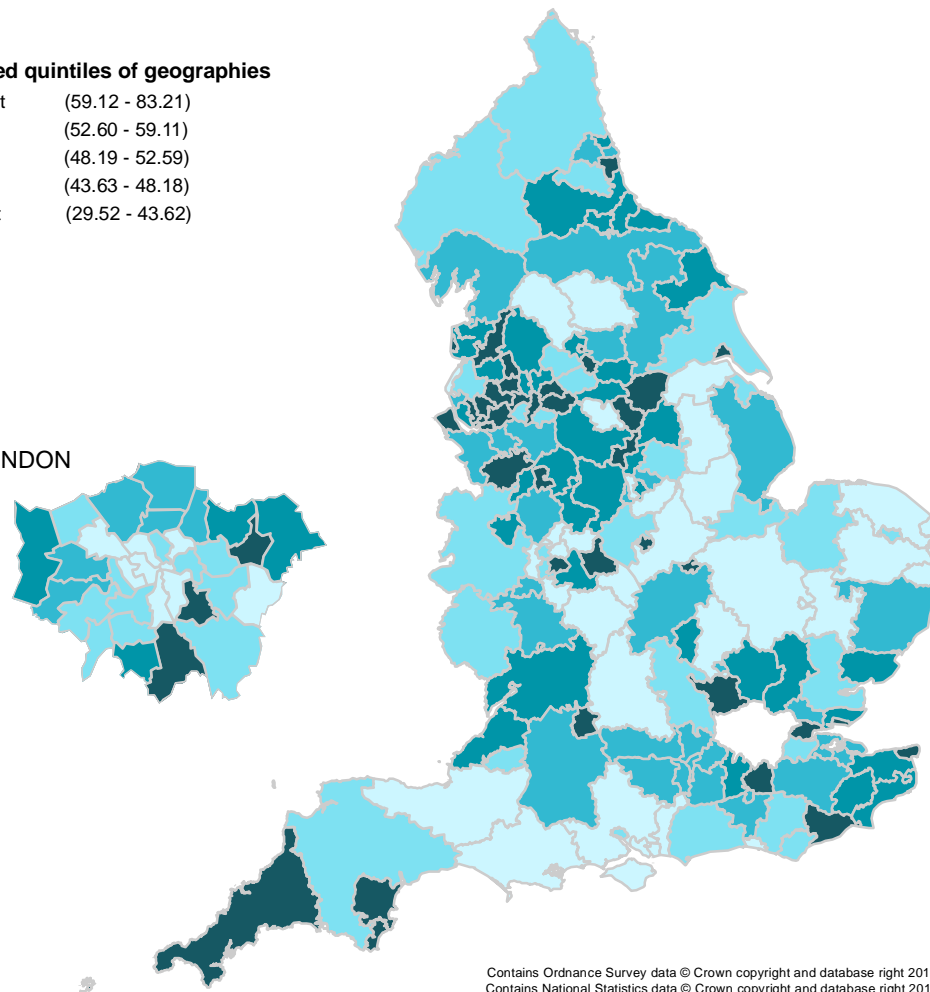 ed quintiles of geographies
t (59.12 - 83.21)
(52.60 - 59.11)
(48.19 - 52.59)
(43.63 - 48.18)
t (29.52 - 43.62)
NDON
Contains Ordnance Survey data © Crown copyright and database right 201
Contains National Statistics data © Crown copyright and database right 201